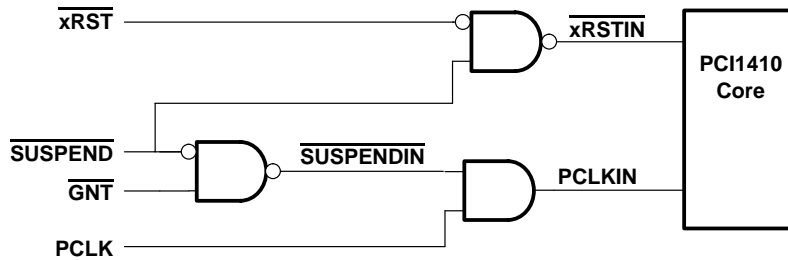 xRST
xRSTIN
PCI1410
Core
SUSPEND
SUSPENDIN
GNT
PCLKIN
PCLK